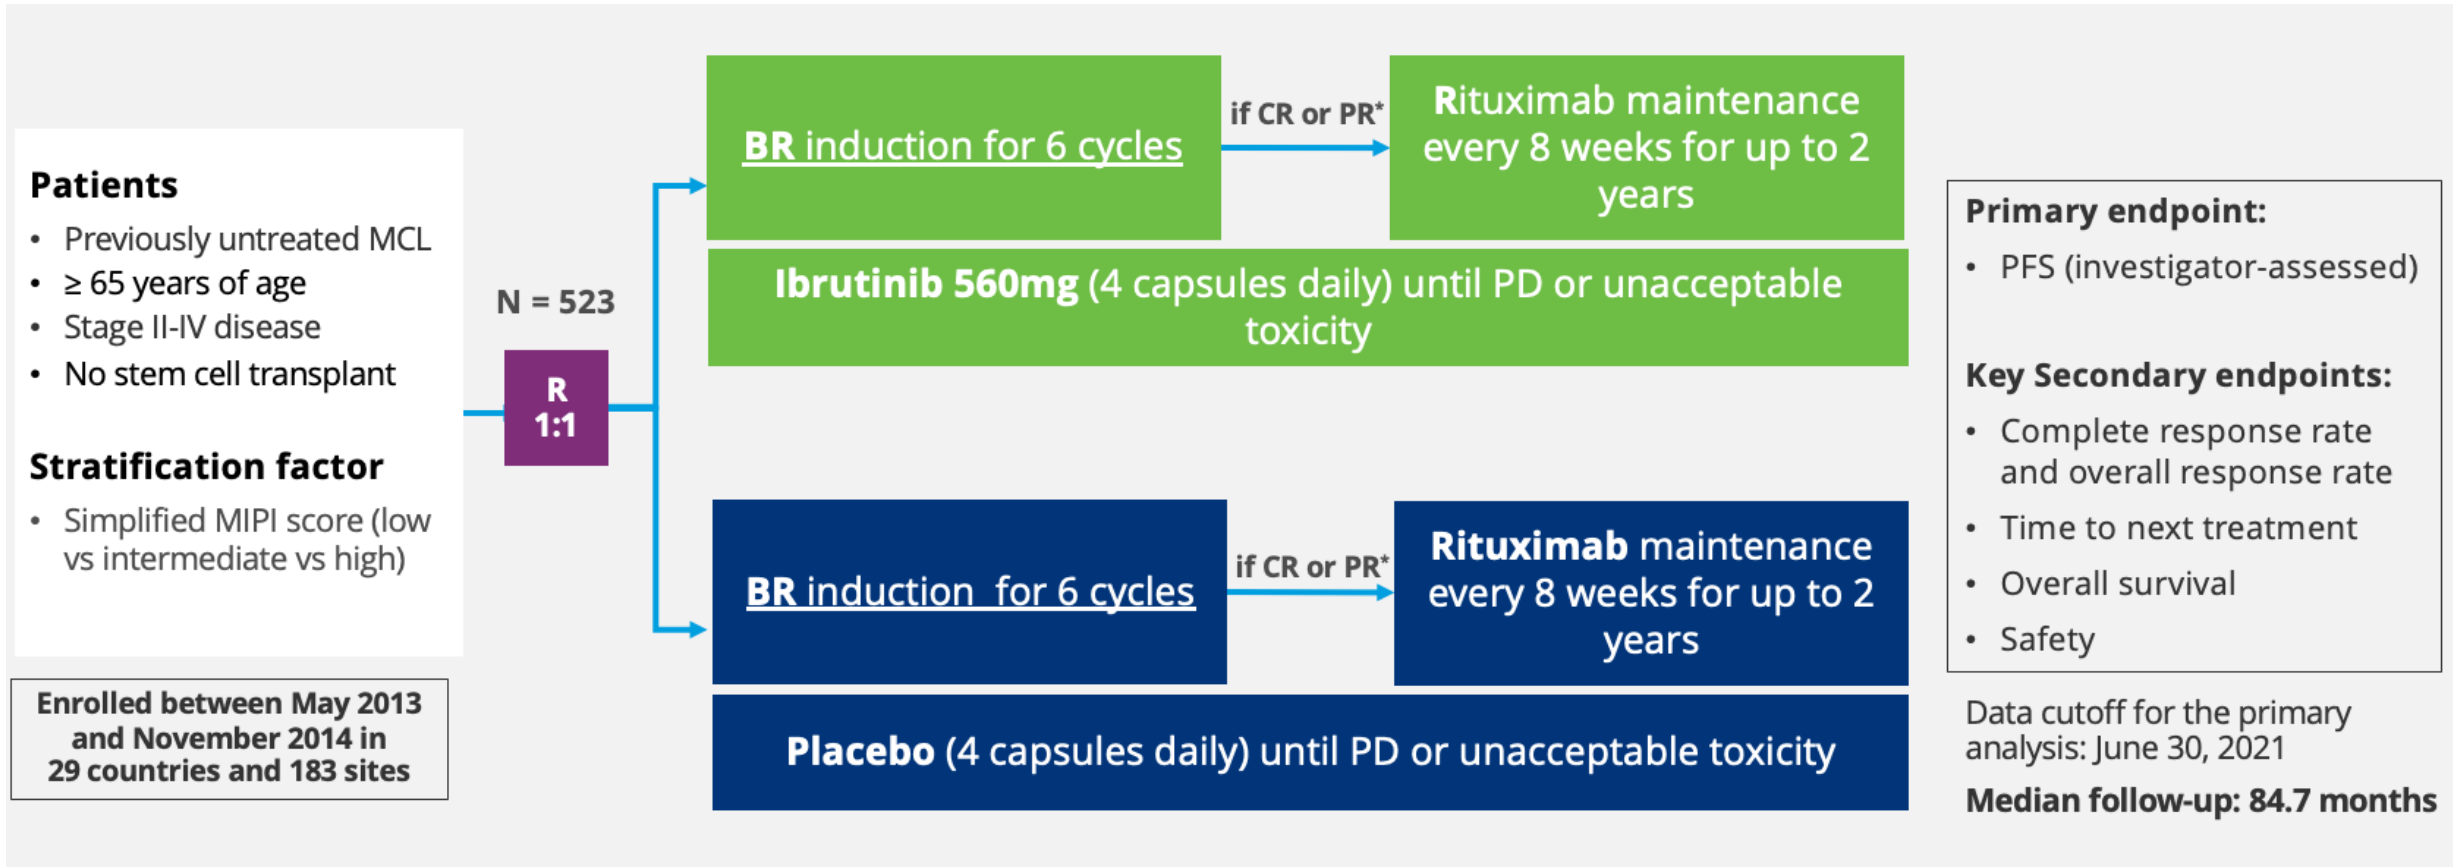 Patients
• Previously untreated MCL
• ≥ 65 years of age
• Stage II-IV disease
• No stem cell transplant
Stratification factor
• Simplified MIPI score (low
vs intermediate vs high)
Enrolled between May 2013
and November 2014 in
29 countries and 183 sites
N = 523
R
1:1
BR induction for 6 cycles
if CR or PR*
Rituximab maintenance
every 8 weeks for up to 2
years
Ibrutinib 560mg (4 capsules daily) until PD or unacceptable
toxicity
BR induction  for 6 cycles
if CR or PR*
Rituximab maintenance
every 8 weeks for up to 2
years
Placebo (4 capsules daily) until PD or unacceptable toxicity
Primary endpoint:
• PFS (investigator-assessed)
Key Secondary endpoints:
• Complete response rate
and overall response rate
• Time to next treatment
• Overall survival
• Safety
Data cutoff for the primary
analysis: June 30, 2021
Median follow-up: 84.7 months